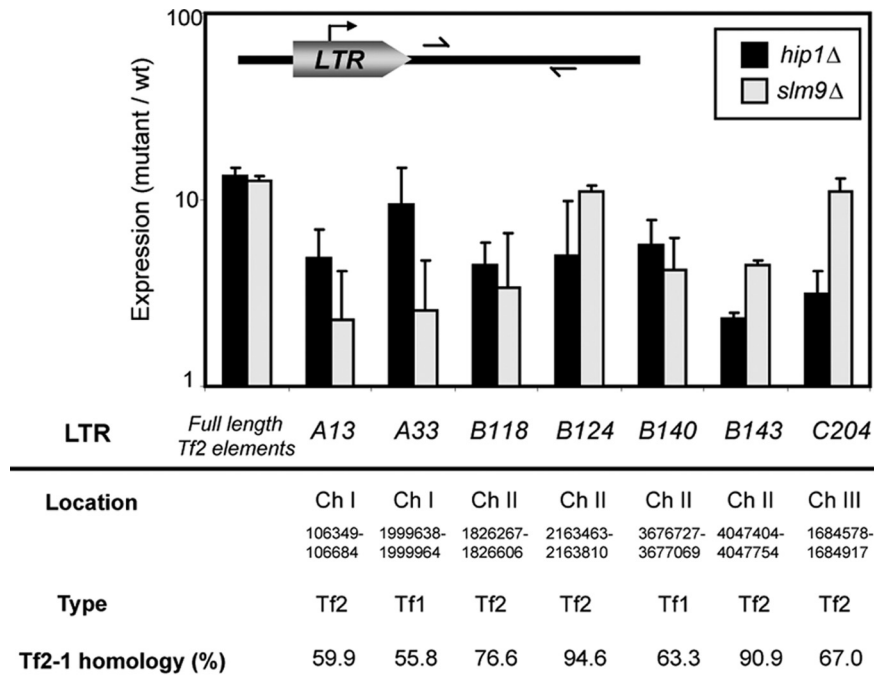 100
LTR
hip1Δ
slm9Δ
Expression (mutant / wt)
10
1
LTR
Full length
Tf2 elements
A13 A33 B118 B124 B140 B143 C204
Location Ch I Ch I Ch II Ch II Ch II Ch II Ch III
106349- 1999638- 1826267- 2163463- 3676727- 4047404- 1684578-
106684 1999964 1826606 2163810 3677069 4047754 1684917
Type Tf2 Tf1 Tf2 Tf2 Tf1 Tf2 Tf2
Tf2-1 homology (%) 59.9 55.8 76.6 94.6 63.3 90.9 67.0